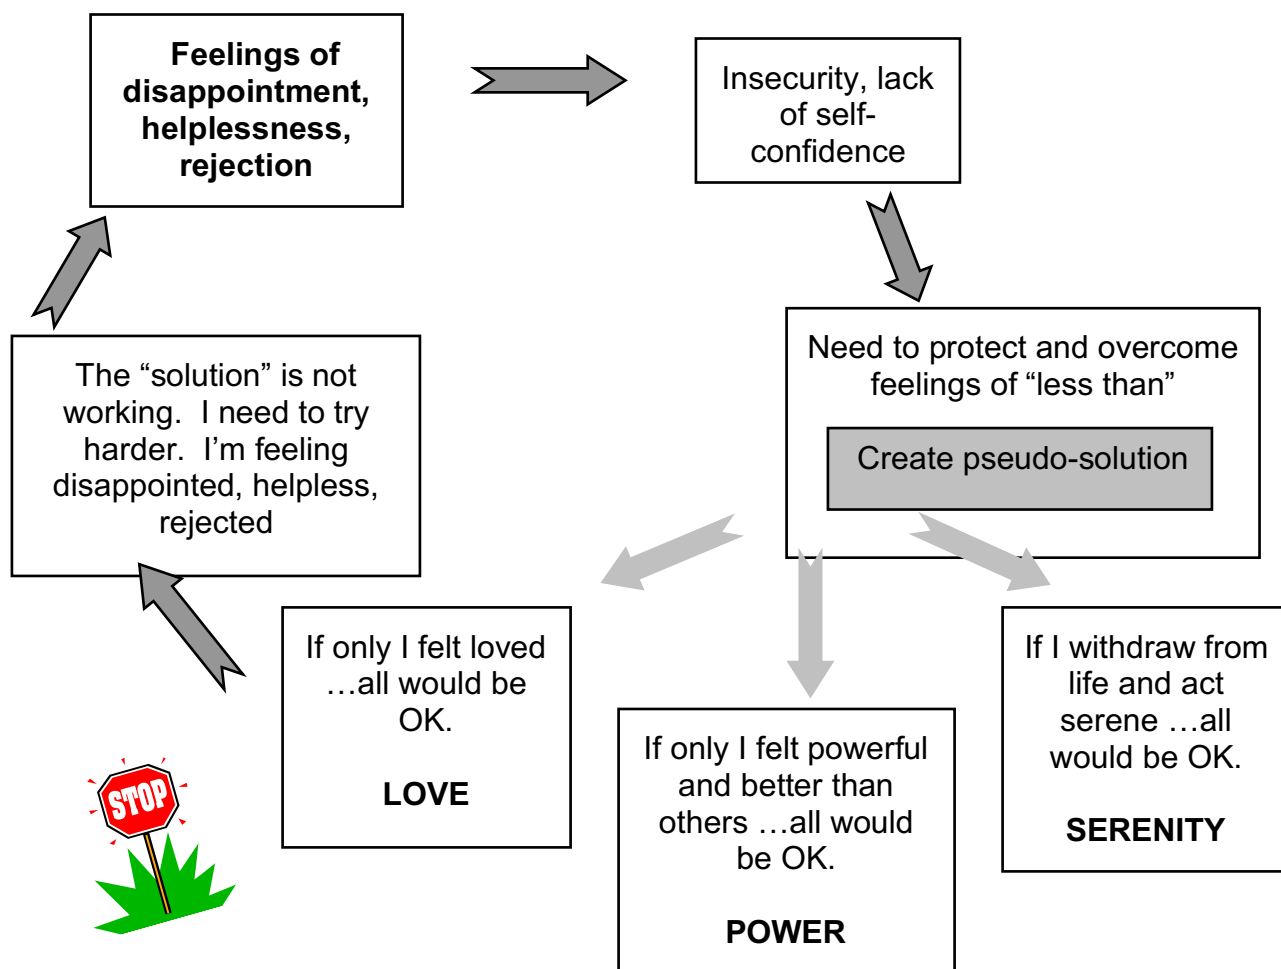 Feelings of
disappointment,
helplessness,
rejection
Insecurity, lack
of self-
confidence
Need to protect and overcome
feelings of “less than”
Create pseudo-solution
The “solution” is not
working.  I need to try
harder.  I’m feeling
disappointed, helpless,
rejected
If only I felt loved
…all would be
OK.
LOVE
If only I felt powerful
and better than
others …all would
be OK.
POWER
If I withdraw from
life and act
serene …all
would be OK.
SERENITY
STOP